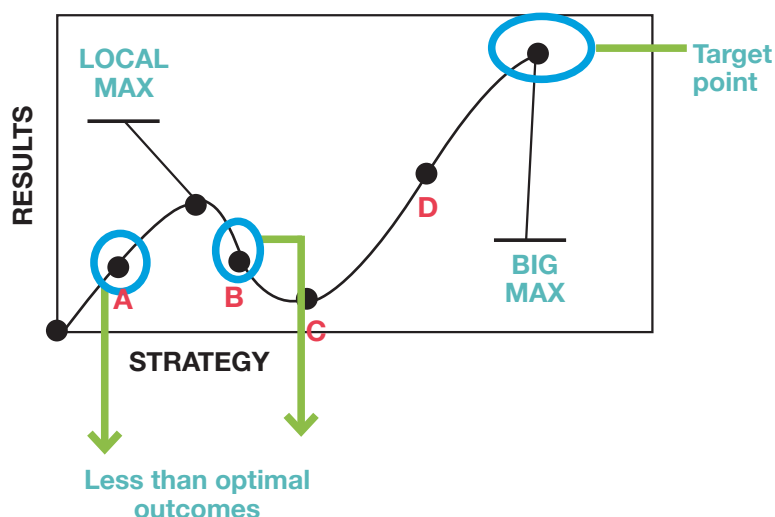 LOCAL
MAX
Target
point
RESULTS
D
A
B
BIG
MAX
C
STRATEGY
Less than optimal
outcomes